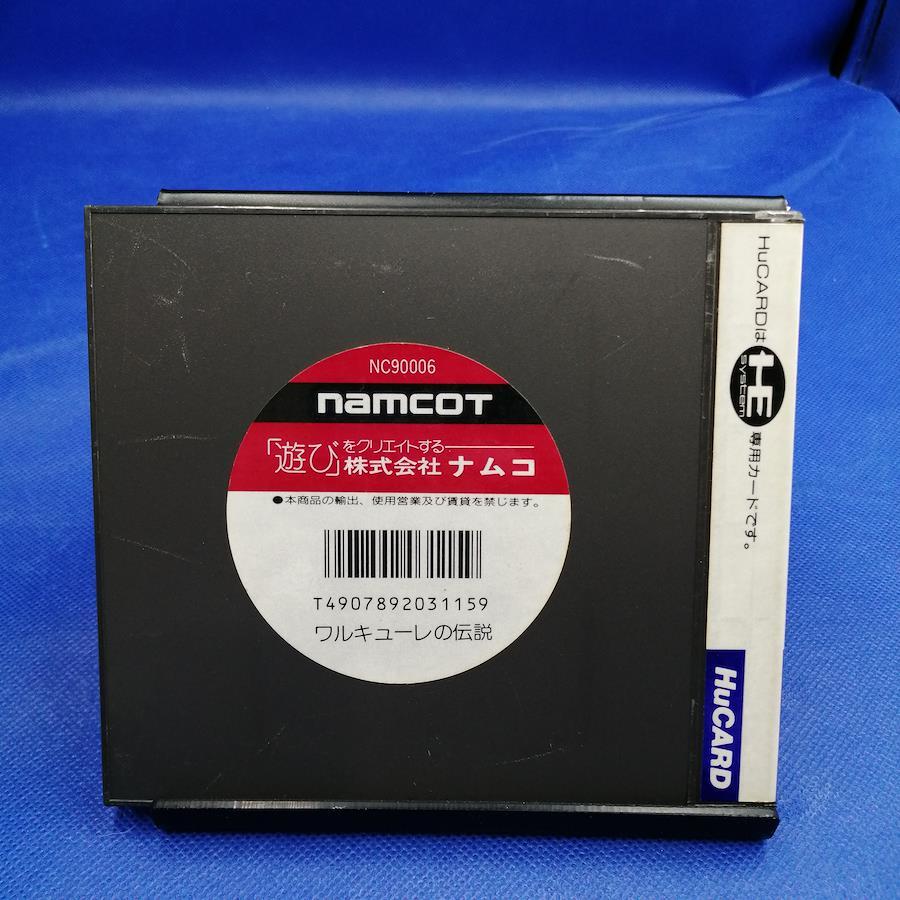 NC90006
namcot
「遊び」をクリエイトする
株式会社 ナムコ
●本商品の輸出、使用営業及び賃貸を禁じます。
T4907892031159
ワルキューレの伝説
HuCARDは HE system 専用カードです。
HuCARD